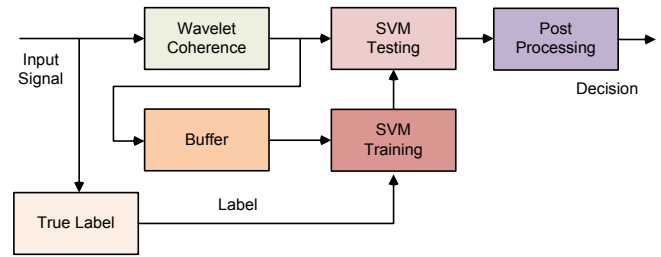 Input
Signal
Wavelet
Coherence
SVM
Testing
Post
Processing
Decision
Buffer
SVM
Training
True Label
Label